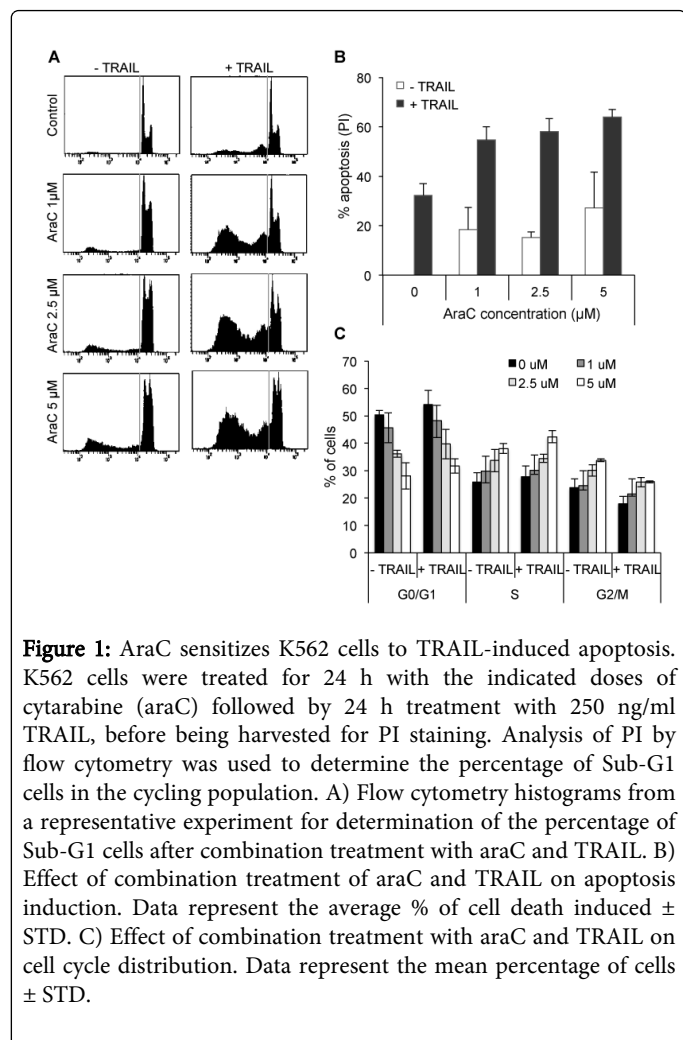 A
- TRAIL
+ TRAIL
Control
AraC 1µM
AraC 2.5 µM
AraC 5 µM
B
- TRAIL
+ TRAIL
% apoptosis (PI)
80
60
40
20
0
0 1 2.5 5
AraC concentration (µM)
C
0 uM 1 uM
2.5 uM 5 uM
% of cells
70
60
50
40
30
20
10
0
- TRAIL + TRAIL - TRAIL + TRAIL - TRAIL + TRAIL
G0/G1 S G2/M
Figure 1: AraC sensitizes K562 cells to TRAIL-induced apoptosis.
K562 cells were treated for 24 h with the indicated doses of
cytarabine (araC) followed by 24 h treatment with 250 ng/ml
TRAIL, before being harvested for PI staining. Analysis of PI by
flow cytometry was used to determine the percentage of Sub-G1
cells in the cycling population. A) Flow cytometry histograms from
a representative experiment for determination of the percentage of
Sub-G1 cells after combination treatment with araC and TRAIL. B)
Effect of combination treatment of araC and TRAIL on apoptosis
induction. Data represent the average % of cell death induced ±
STD. C) Effect of combination treatment with araC and TRAIL on
cell cycle distribution. Data represent the mean percentage of cells
± STD.